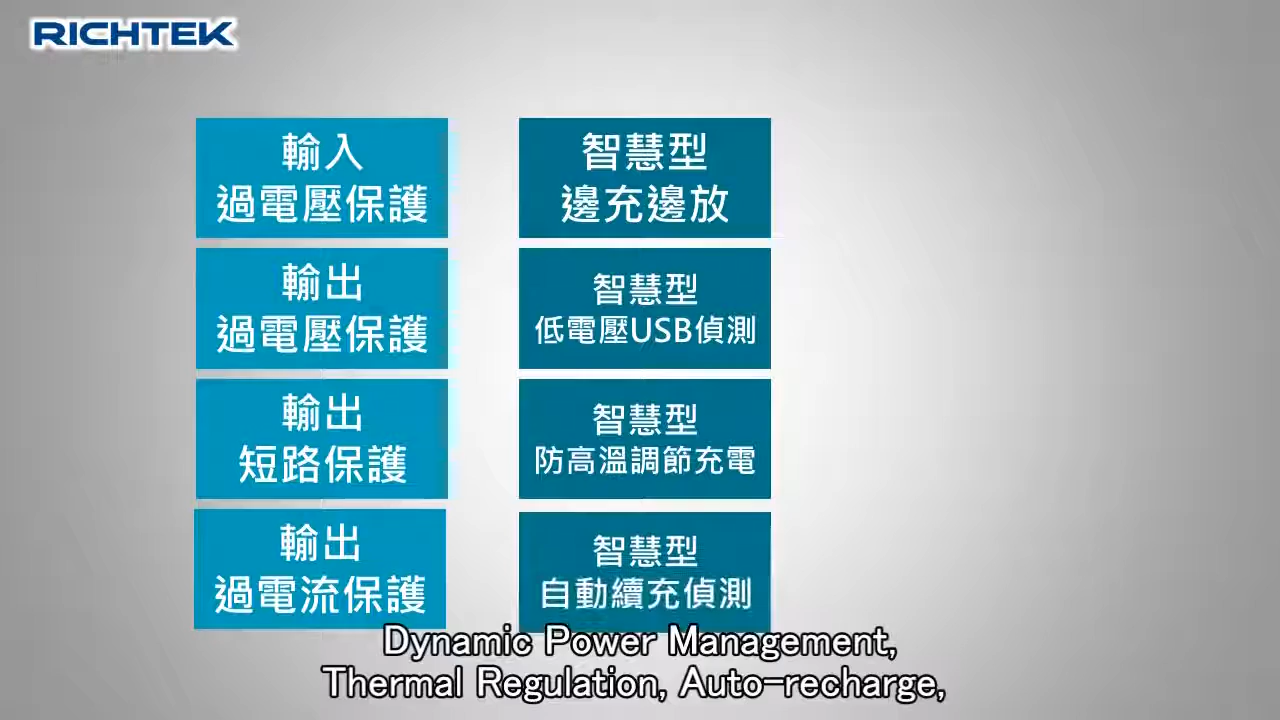 RICHTEK
輸入
過電壓保護
智慧型
邊充邊放
輸出
過電壓保護
智慧型
低電壓USB偵測
輸出
短路保護
智慧型
防高溫調節充電
輸出
過電流保護
智慧型
自動續充偵測
Dynamic Power Management,
Thermal Regulation, Auto-recharge,